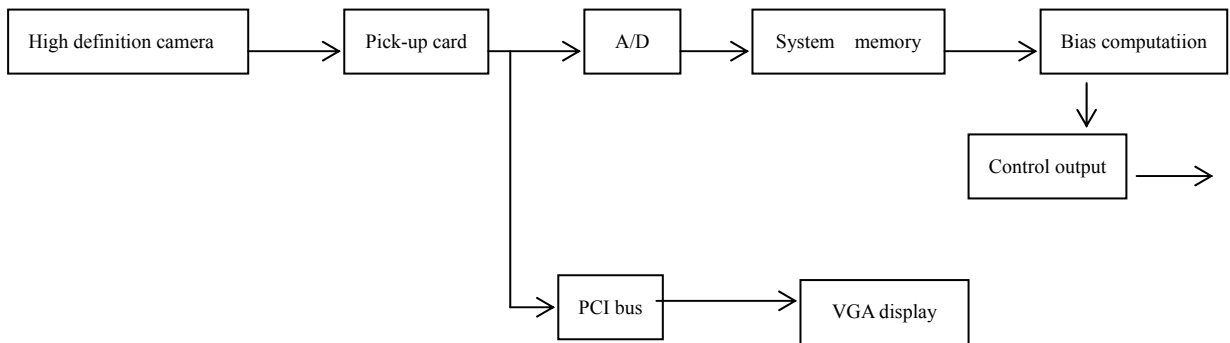 High definition camera
Pick-up card
A/D
System memory
Bias computatiion
Control output
PCI bus
VGA display